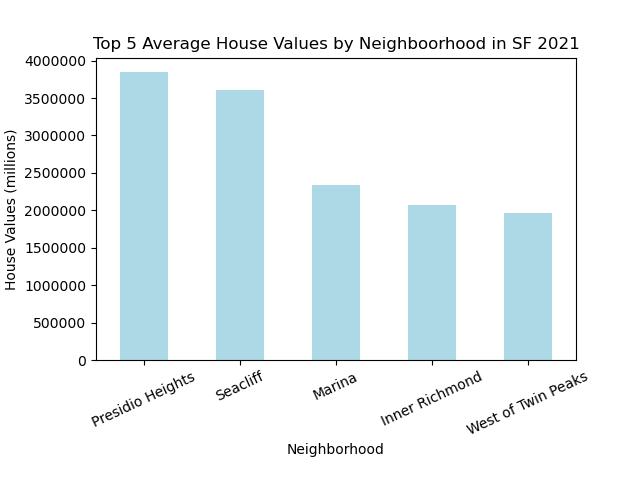 Top 5 Average House Values by Neighboorhood in SF 2021
House Values (millions)
4000000
3500000
3000000
2500000
2000000
1500000
1000000
500000
0
Presidio Heights
Seacliff
Marina
Inner Richmond
West of Twin Peaks
Neighborhood